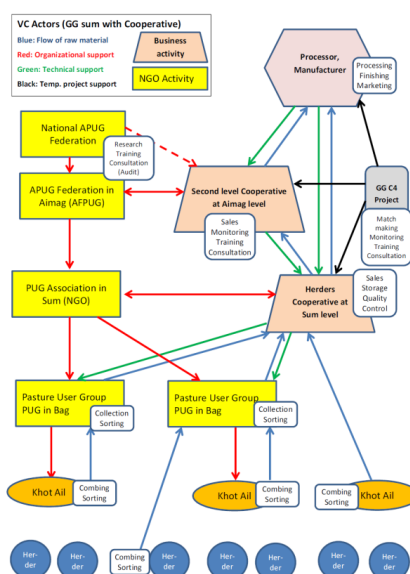 VC Actors (GG sum with Cooperative)
Blue: Flow of raw material
Red: Organizational support
Green: Technical support
Black: Temp. project support
Business
activity
NGO Activity
Processor,
Manufacturer
Processing
Finishing
Marketing
National APUG
Federation
Research
Training
Consultation
(Audit)
APUG Federation in
Aimag (AFPUG)
Second level Cooperative
at Aimag level
Sales
Monitoring
Training
Consultation
GG C4
Project
Match
making
Monitoring
Training
Consultation
PUG Association in
Sum (NGO)
Herders
Cooperative at
Sum level
Sales
Storage
Quality
Control
Pasture User Group
PUG in Bag
Collection
Sorting
Pasture User Group
PUG in Bag
Collection
Sorting
Khot Ail
Combing
Sorting
Khot Ail
Combing
Sorting
Combing
Sorting
Khot Ail
Her-
der
Her-
der
Combing
Sorting
Her-
der
Her-
der
Her-
der
Her-
der
Her-
der